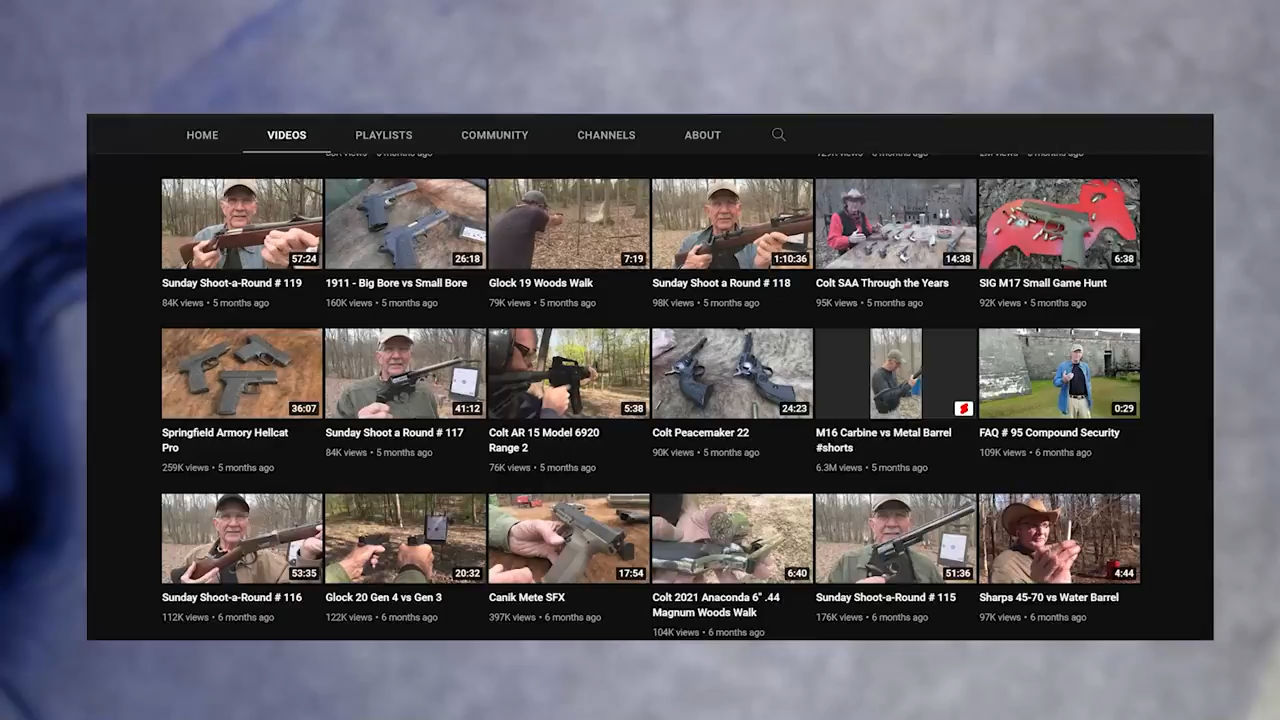 HOME VIDEOS PLAYLISTS COMMUNITY CHANNELS ABOUT
57:24 26:18 7:19 1:10:36 14:38 6:38
Sunday Shoot-a-Round # 119 1911 - Big Bore vs Small Bore Glock 19 Woods Walk Sunday Shoot a Round # 118 Colt SAA Through the Years SIG M17 Small Game Hunt
84K views • 5 months ago 160K views • 5 months ago 79K views • 5 months ago 98K views • 5 months ago 95K views • 5 months ago 92K views • 5 months ago
36:07 41:12 5:38 24:23 0:29
Springfield Armory Hellcat Sunday Shoot a Round # 117 Colt AR 15 Model 6920 Colt Peacemaker 22 M16 Carbine vs Metal Barrel FAQ # 95 Compound Security
Pro Range 2 #shorts
84K views • 5 months ago 90K views • 5 months ago 109K views • 6 months ago
259K views • 5 months ago 76K views • 5 months ago 6.3M views • 5 months ago
53:35 20:32 17:54 6:40 51:36 4:44
Sunday Shoot-a-Round # 116 Glock 20 Gen 4 vs Gen 3 Canik Mete SFX Colt 2021 Anaconda 6" .44 Sunday Shoot-a-Round # 115 Sharps 45-70 vs Water Barrel
Magnum Woods Walk
112K views • 6 months ago 122K views • 6 months ago 397K views • 6 months ago 176K views • 6 months ago 97K views • 6 months ago
104K views • 6 months ago